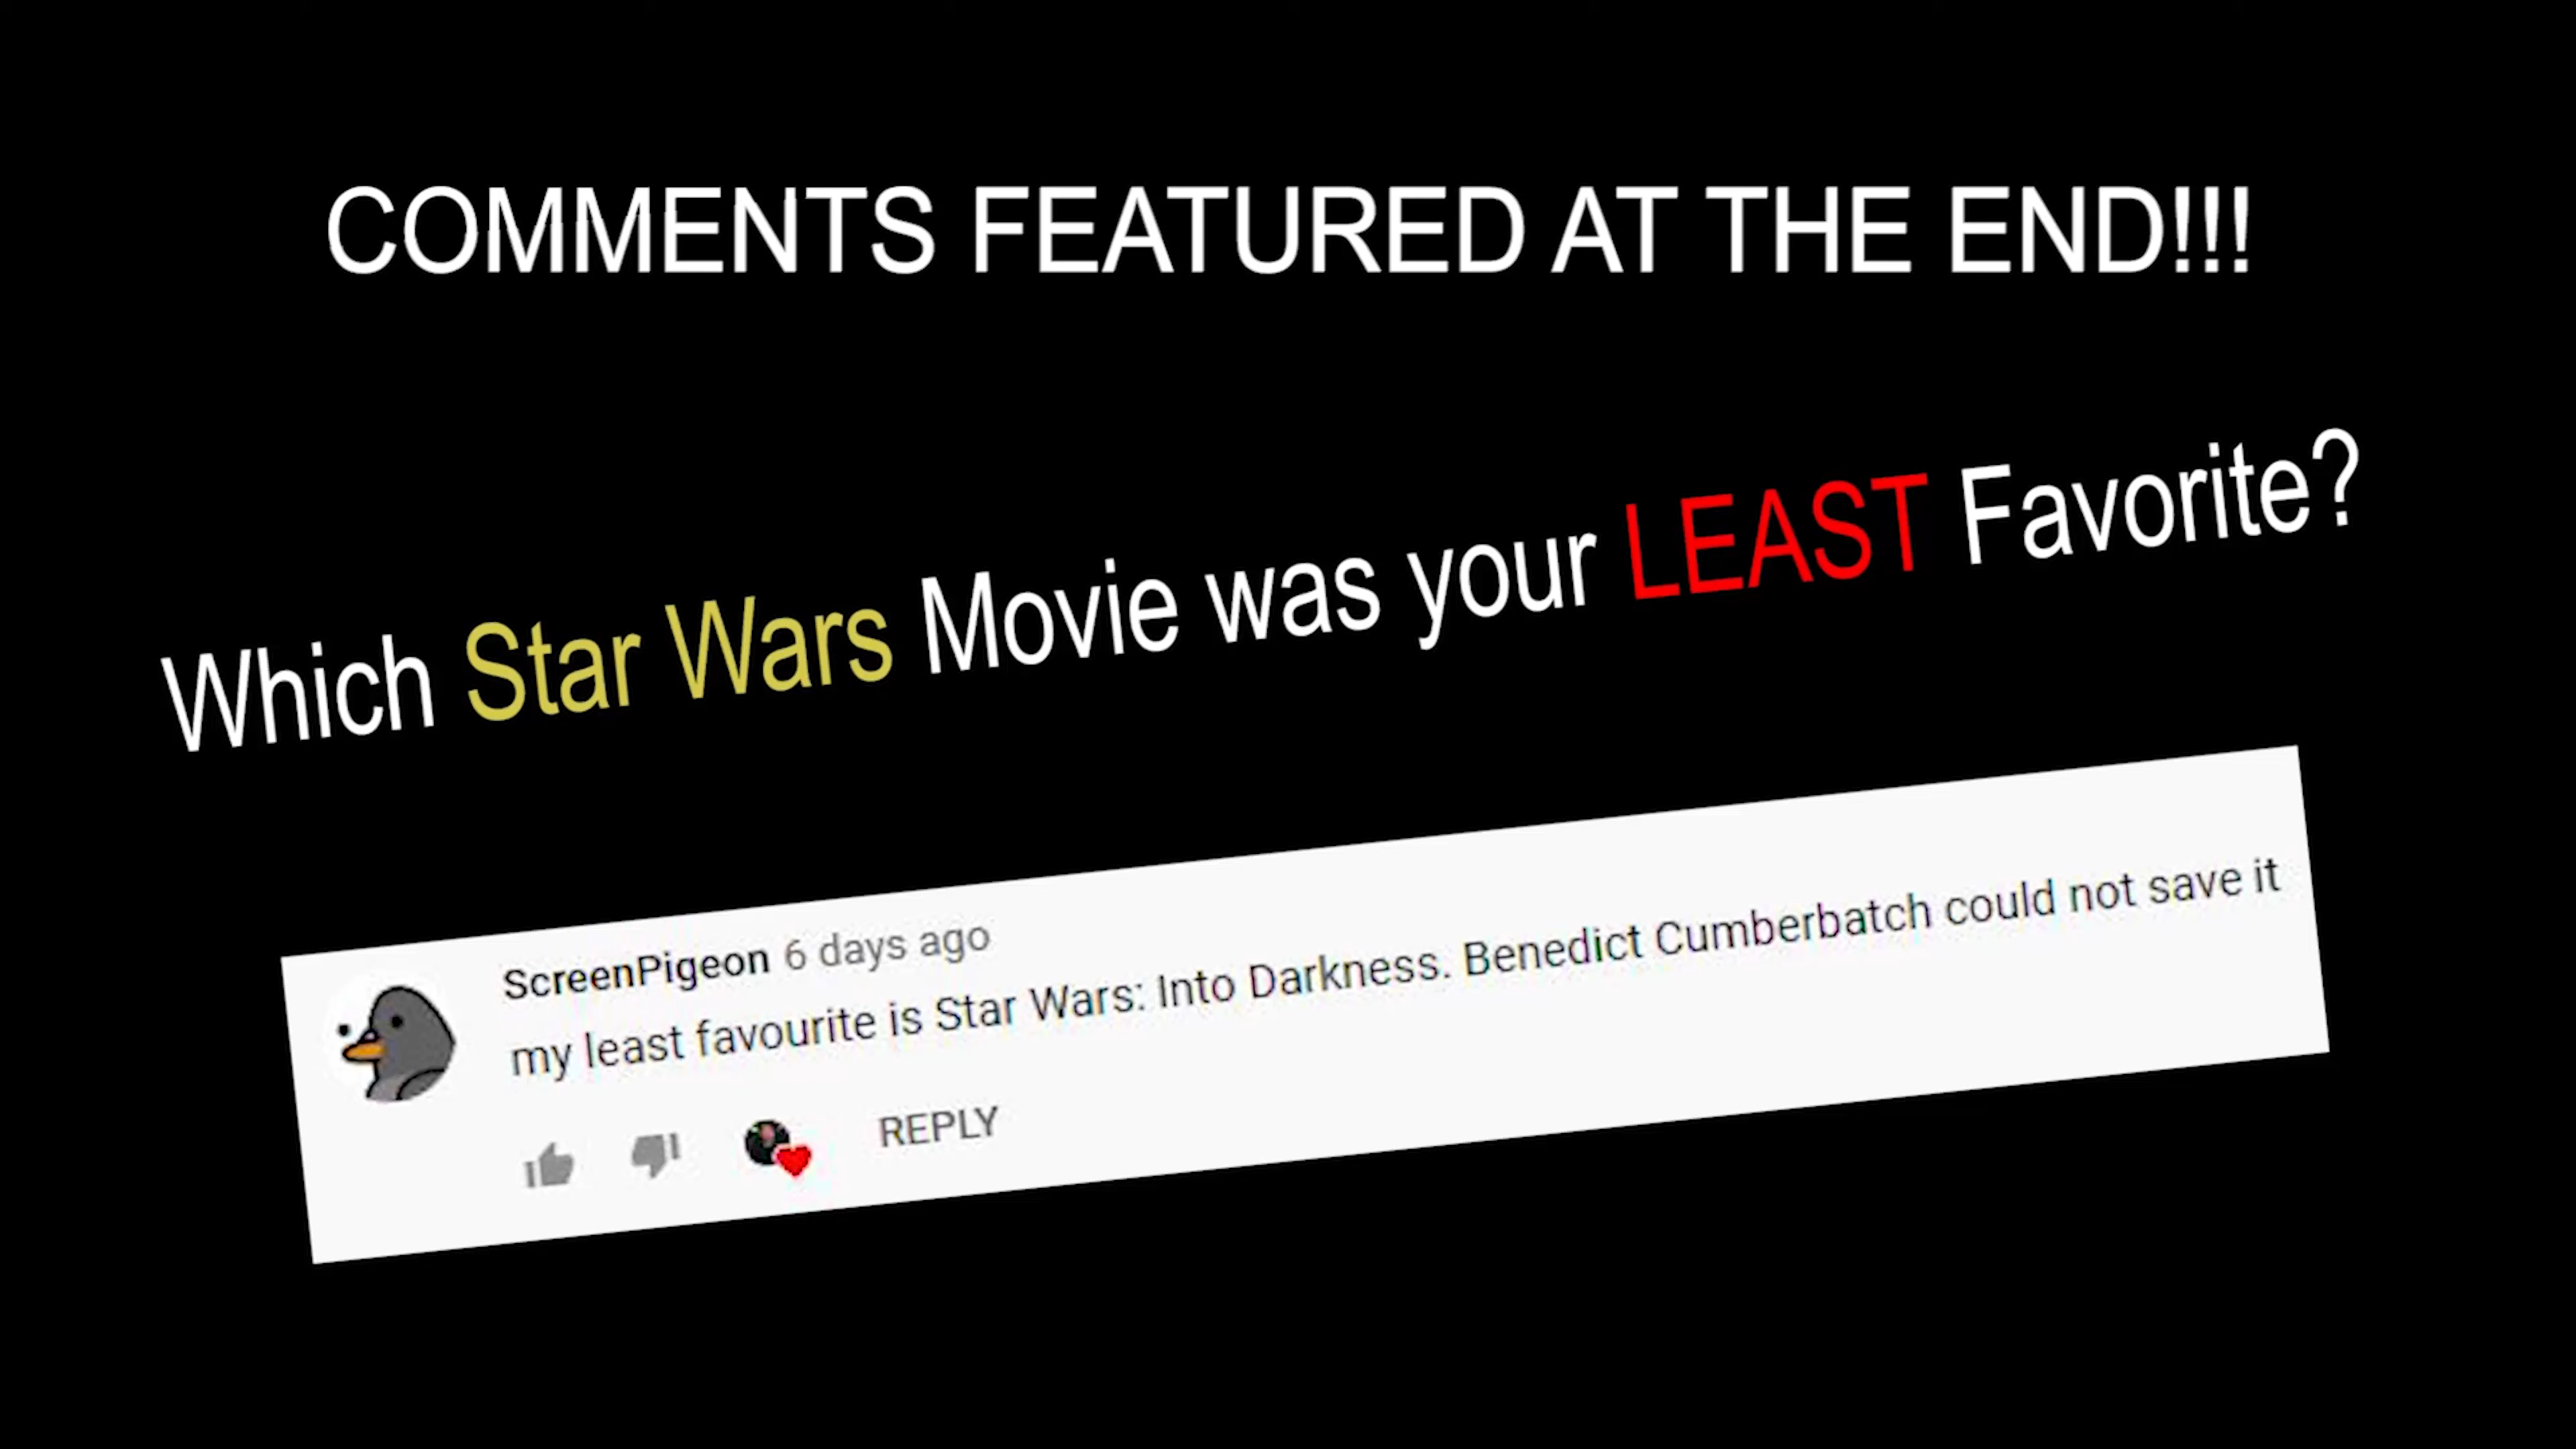 COMMENTS FEATURED AT THE END!!!
Which Star Wars Movie was your LEAST Favorite?
ScreenPigeon 6 days ago
my least favourite is Star Wars: Into Darkness. Benedict Cumberbatch could not save it
REPLY